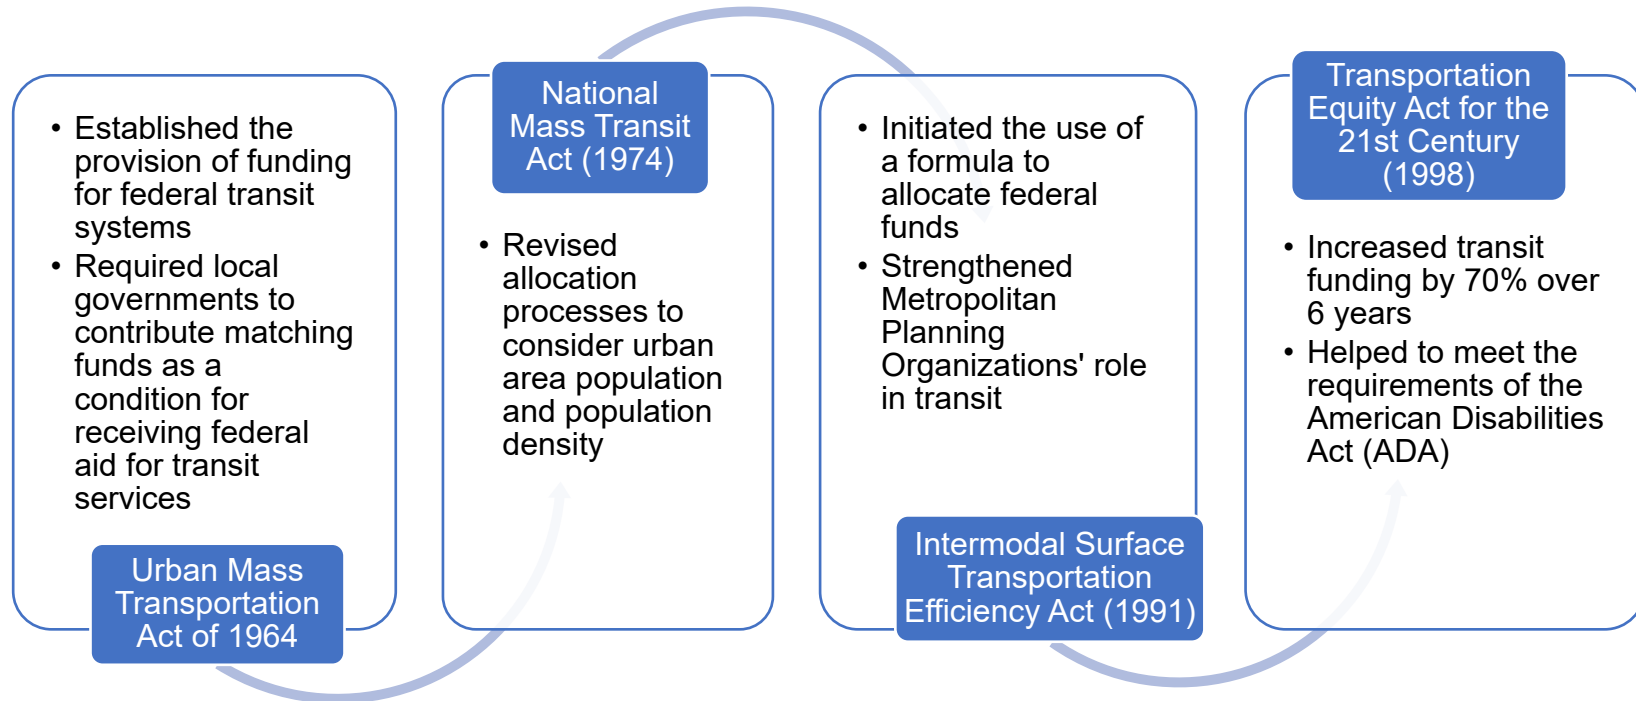 • Established the
provision of funding
for federal transit
systems
• Required local
governments to
contribute matching
funds as a
condition for
receiving federal
aid for transit
services
Urban Mass
Transportation
Act of 1964
National
Mass Transit
Act (1974)
• Revised
allocation
processes to
consider urban
area population
and population
density
• Initiated the use of
a formula to
allocate federal
funds
• Strengthened
Metropolitan
Planning
Organizations' role
in transit
Intermodal Surface
Transportation
Efficiency Act (1991)
Transportation
Equity Act for the
21st Century
(1998)
• Increased transit
funding by 70% over
6 years
• Helped to meet the
requirements of the
American Disabilities
Act (ADA)